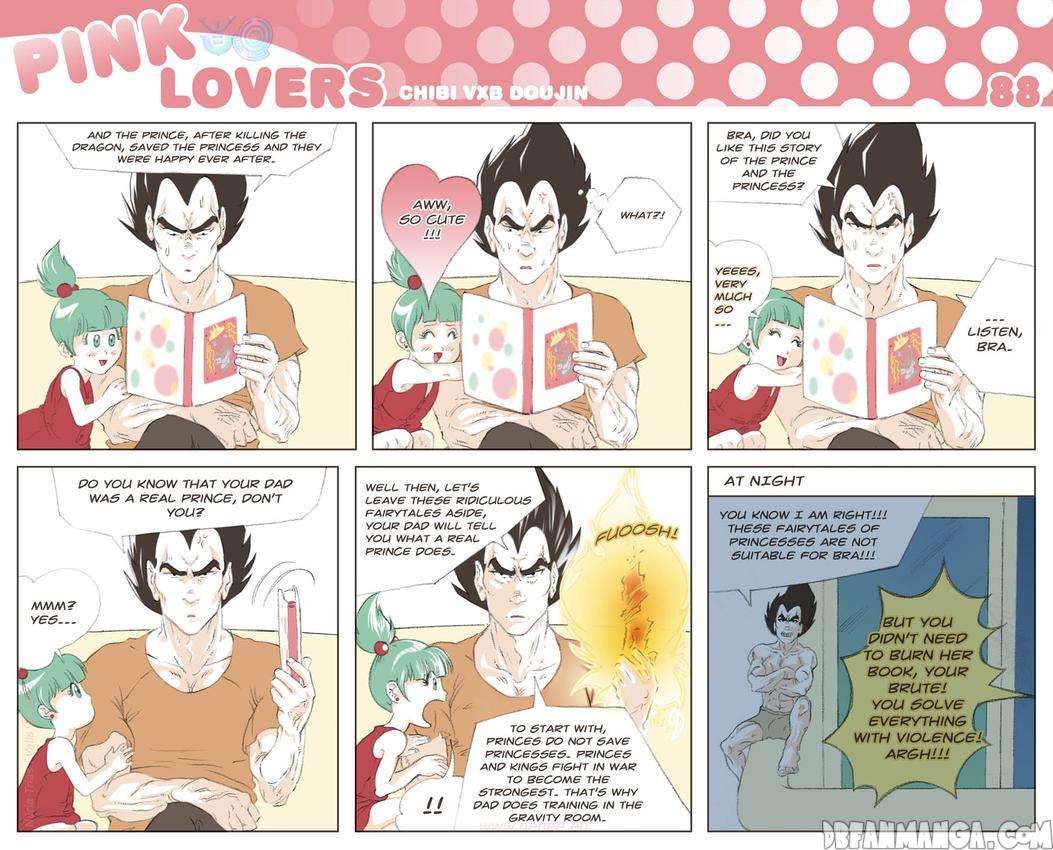 PINK
LOVERS
CHIBI VXB DOUJIN
88
AND THE PRINCE, AFTER KILLING THE
DRAGON, SAVED THE PRINCESS AND THEY
WERE HAPPY EVER AFTER.
AWW,
SO CUTE
!!!
WHAT?!
BRA, DID YOU
LIKE THIS STORY
OF THE PRINCE
AND THE
PRINCESS?
YEEES,
VERY
MUCH
SO
...
...
LISTEN,
BRA.
DO YOU KNOW THAT YOUR DAD
WAS A REAL PRINCE, DON'T
YOU?
MMM?
YES...
WELL THEN, LET'S
LEAVE THESE RIDICULOUS
FAIRYTALES ASIDE,
YOUR DAD WILL TELL
YOU WHAT A REAL
PRINCE DOES.
FUOOSH!
!!
TO START WITH,
PRINCES DO NOT SAVE
PRINCESSES. PRINCES
AND KINGS FIGHT IN WAR
TO BECOME THE
STRONGEST. THAT'S WHY
DAD DOES TRAINING IN THE
GRAVITY ROOM.
AT NIGHT
YOU KNOW I AM RIGHT!!!
THESE FAIRYTALES OF
PRINCESSES ARE NOT
SUITABLE FOR BRA!!!
BUT YOU
DIDN'T NEED
TO BURN HER
BOOK, YOUR
BRUTE!
YOU SOLVE
EVERYTHING
WITH VIOLENCE!
ARGH!!!
DBFANMANGA.COM